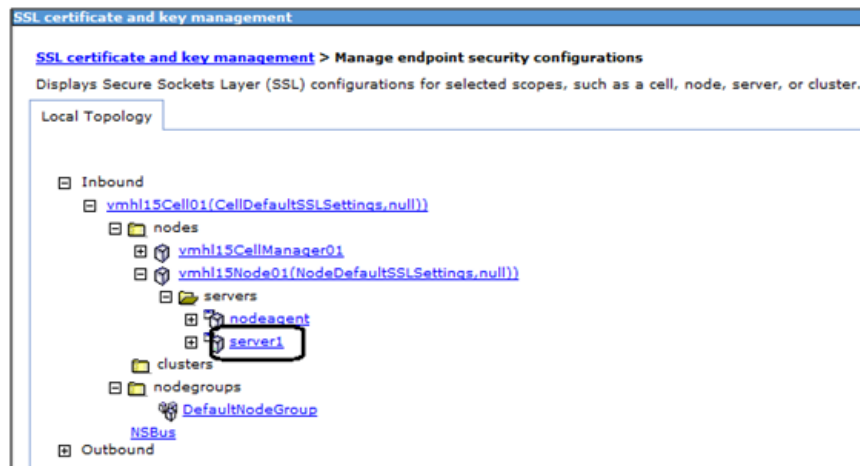 SSL certificate and key management
SSL certificate and key management > Manage endpoint security configurations
Displays Secure Sockets Layer (SSL) configurations for selected scopes, such as a cell, node, server, or cluster.
Local Topology
Inbound
vmhl15Cell01(CellDefaultSSLSettings,null))
nodes
vmhl15CellManager01
vmhl15Node01(NodeDefaultSSLSettings,null))
servers
nodeagent
server1
clusters
nodegroups
DefaultNodeGroup
NSBus
Outbound